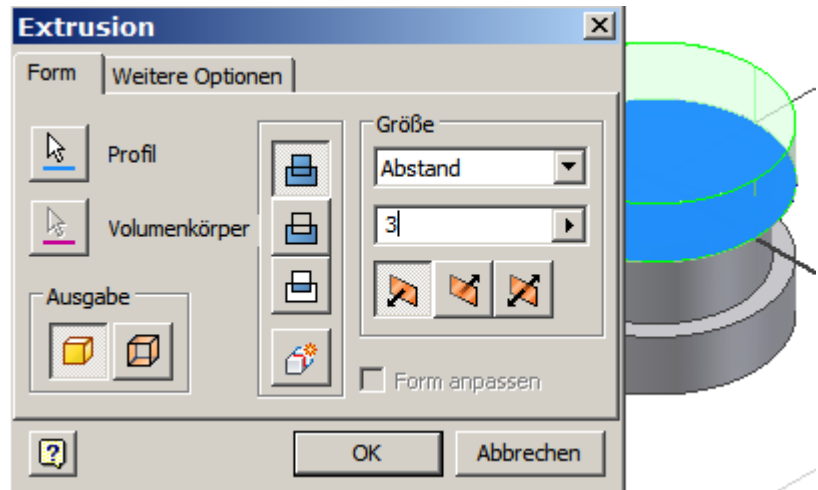 Extrusion
Form
Weitere Optionen
Profil
Volumenkörper
Ausgabe
Größe
Abstand
3
Form anpassen
OK
Abbrechen